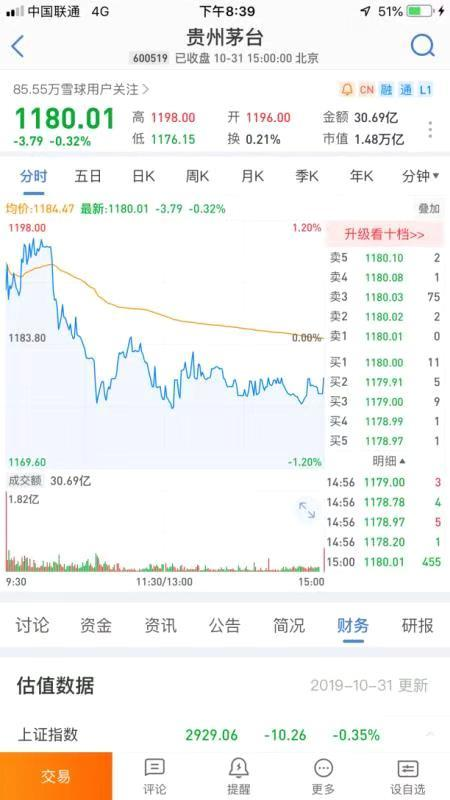 中国联通 4G 下午8:39 51%
贵州茅台
600519 已收盘 10-31 15:00:00 北京
85.55万雪球用户关注 CN 融 通 L1
1180.01 高 1198.00 开 1196.00 金额 30.69亿
-3.79 -0.32% 低 1176.15 换 0.21% 市值 1.48万亿
分时 五日 日K 周K 月K 季K 年K 分钟
均价:1184.47 最新:1180.01 -3.79 -0.32% 叠加
1198.00 1.20% 升级看十档>>
卖5 1180.10 2
卖4 1180.08 1
卖3 1180.03 75
卖2 1180.02 2
卖1 1180.01 0
1183.80 0.00%
买1 1180.00 11
买2 1179.91 5
买3 1179.00 9
买4 1178.99 1
买5 1178.97 1
1169.60 -1.20% 明细
成交额 30.69亿
1.82亿
14:56 1179.00 3
14:56 1178.78 4
14:56 1178.97 5
14:56 1178.20 1
15:00 1180.01 455
9:30 11:30/13:00 15:00
讨论 资金 资讯 公告 简况 财务 研报
估值数据 2019-10-31 更新
上证指数 2929.06 -10.26 -0.35%
交易 评论 提醒 更多 设自选